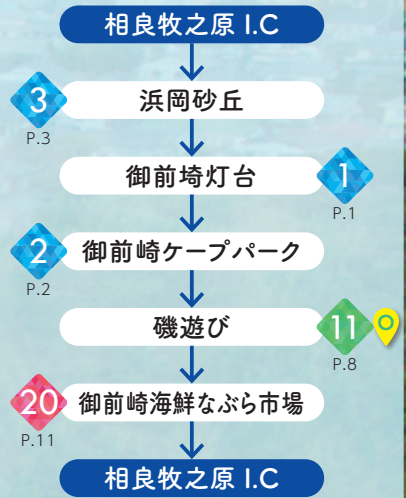 相良牧之原 I.C
3 浜岡砂丘
P.3
御前埼灯台 1
P.1
2 御前崎ケープパーク
P.2
磯遊び 11
P.8
20 御前崎海鮮なぶら市場
P.11
相良牧之原 I.C